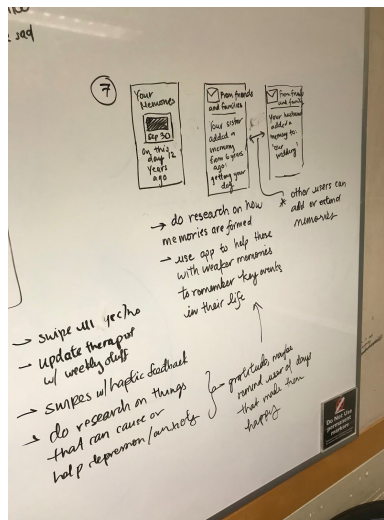 sad
7
Your
Memories
Sep 30
on this
day 12
years
ago
From friends
and families
Your sister
added a
memory
from 6 years
ago:
getting your
dog
From friends
and families
Your husband
added a
memory to:
"our
wedding"
* other users can
add or extend
memories
→ do research on how
memories are formed
→ use app to help those
with weaker memories
to remember key events
in their life
→ swipe UI yes/no
→ update therapist
w/ weekly stuff
→ swipes w/ haptic feedback
→ do research on things
that can cause or
help depression/anxiety
gratitude, maybe
remind user of days
that made them
happy
Do Not Use
permanent
markers